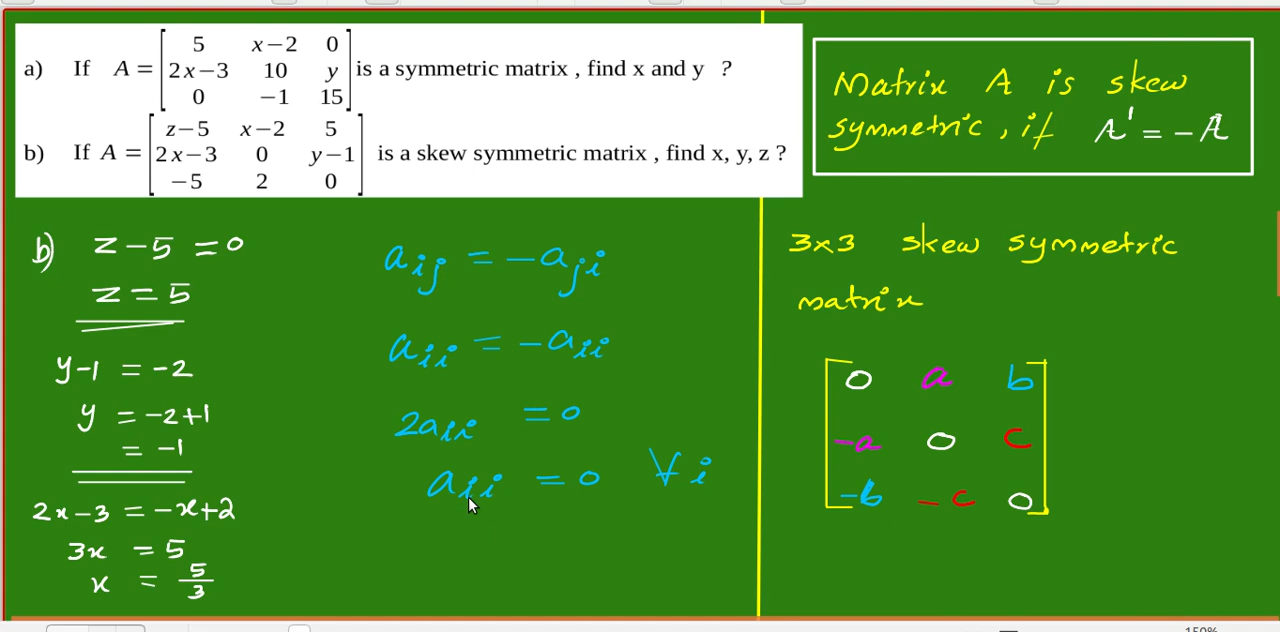 a) If A = [ 5 x−2 0
2x−3 10 y
0 −1 15 ] is a symmetric matrix , find x and y ?
b) If A = [ z−5 x−2 5
2x−3 0 y−1
−5 2 0 ] is a skew symmetric matrix , find x, y, z ?
Matrix A is skew
symmetric, if A' = -A
b) z-5 =0
z = 5
y-1 = -2
y = -2+1
= -1
2x-3 = -x+2
3x = 5
x = 5/3
aij = -aji
aii = -aii
2aii = 0
aii = 0 ∀ i
3x3 skew symmetric
matrix
0 a b
-a 0 c
-b -c 0